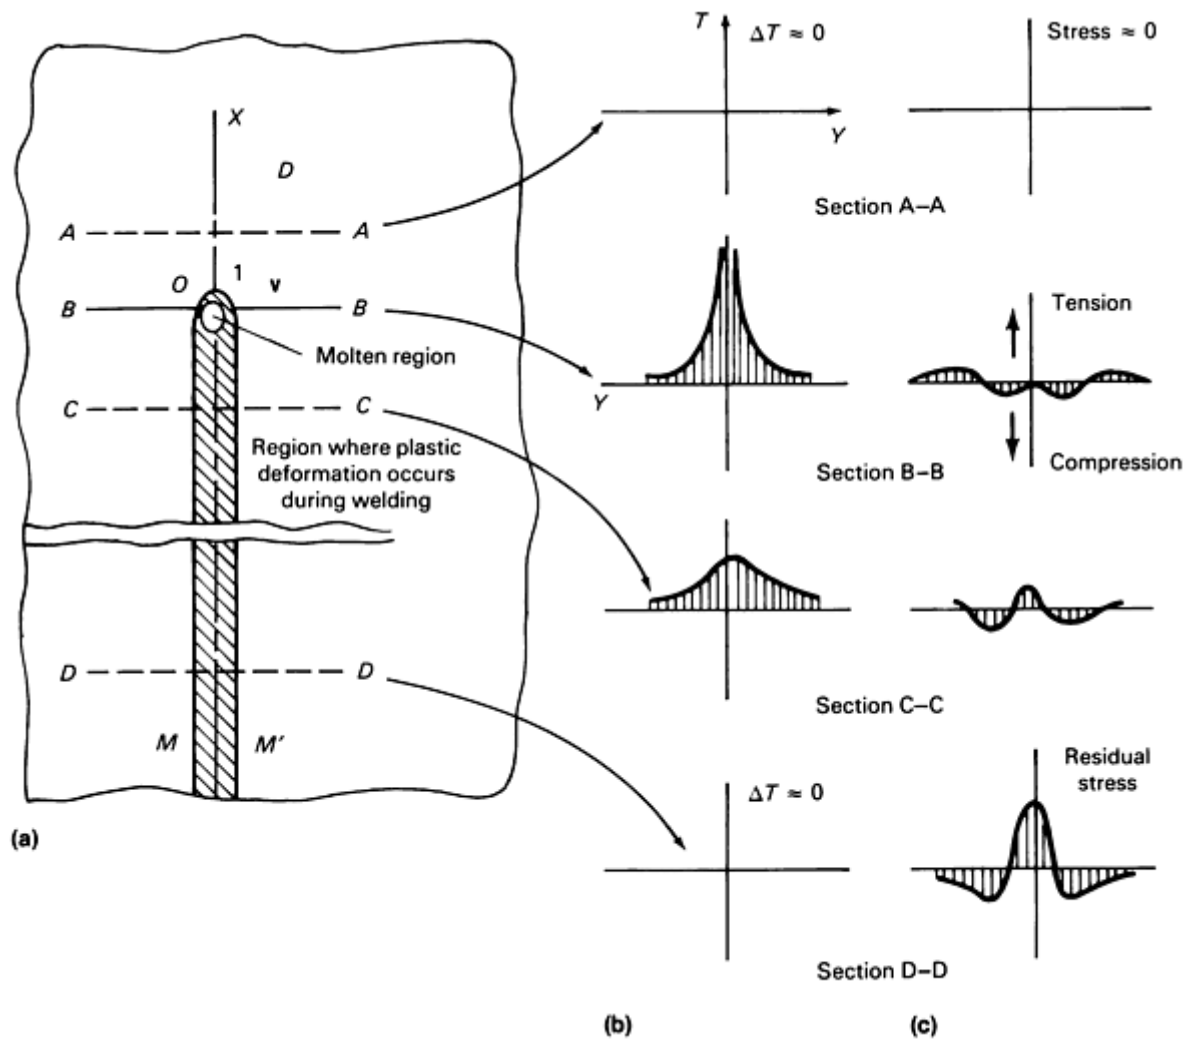 X
D
A
A
O
1
v
B
B
Molten region
C
C
Region where plastic
deformation occurs
during welding
D
D
M
M′
(a)
T
ΔT ≈ 0
Y
Section A–A
Y
Section B–B
Section C–C
ΔT ≈ 0
Section D–D
(b)
Stress ≈ 0
Tension
Compression
Residual
stress
(c)